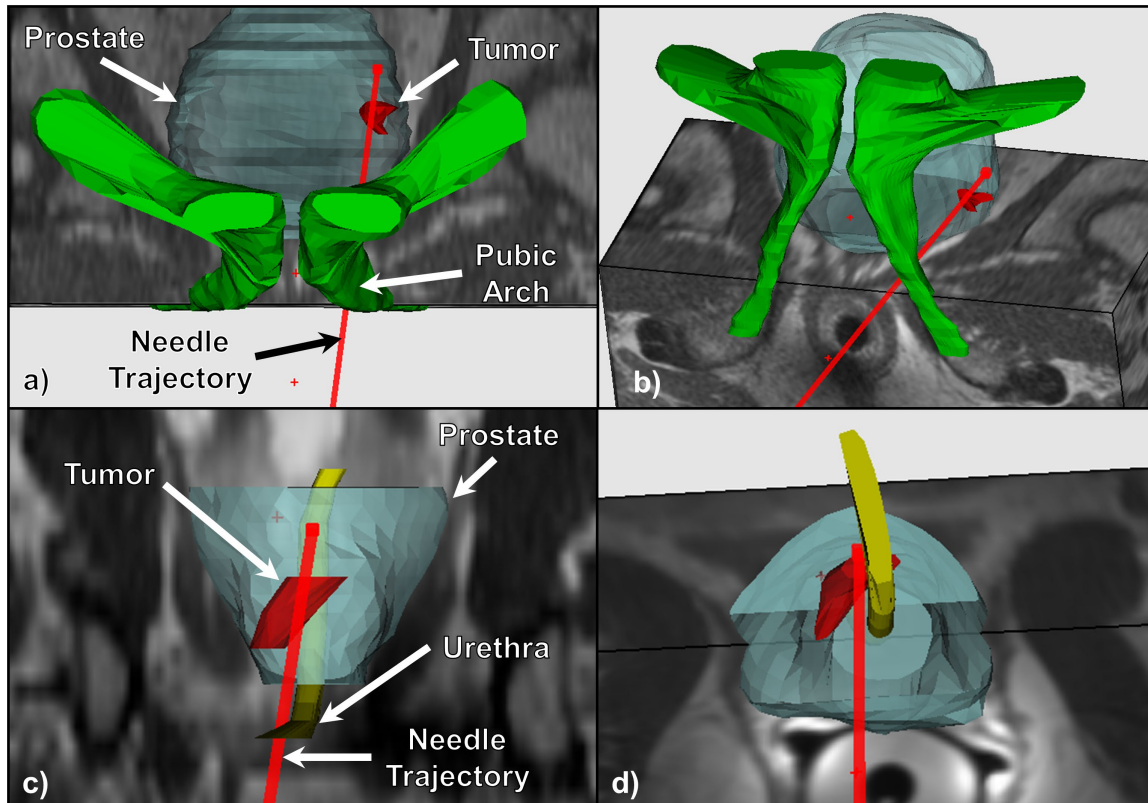 Prostate
Tumor
Pubic
Arch
Needle
Trajectory
a)
b)
Prostate
Tumor
Urethra
Needle
Trajectory
c)
d)